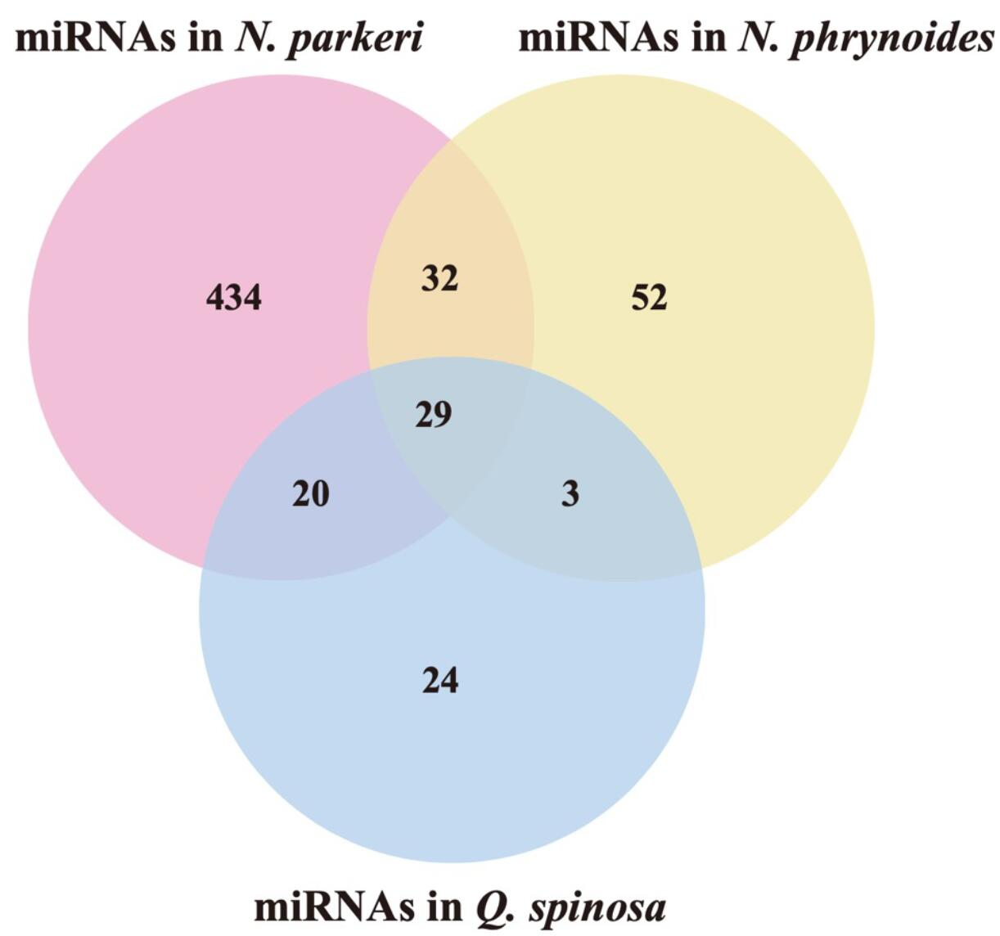 miRNAs in N. parkeri
miRNAs in N. phrynoides
434
32
52
29
20
3
24
miRNAs in Q. spinosa